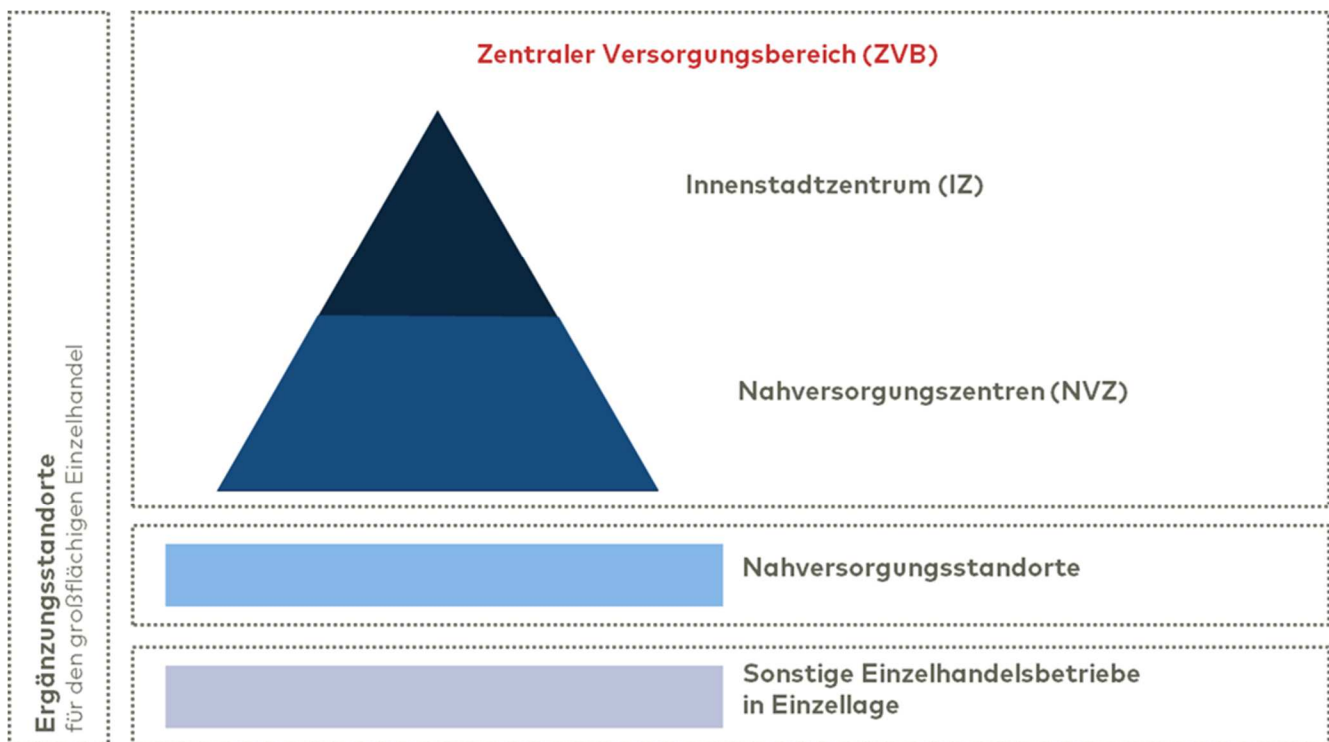 Zentraler Versorgungsbereich (ZVB)
Innenstadtzentrum (IZ)
Nahversorgungszentren (NVZ)
Nahversorgungsstandorte
Sonstige Einzelhandelsbetriebe
in Einzellage
Ergänzungsstandorte
für den großflächigen Einzelhandel